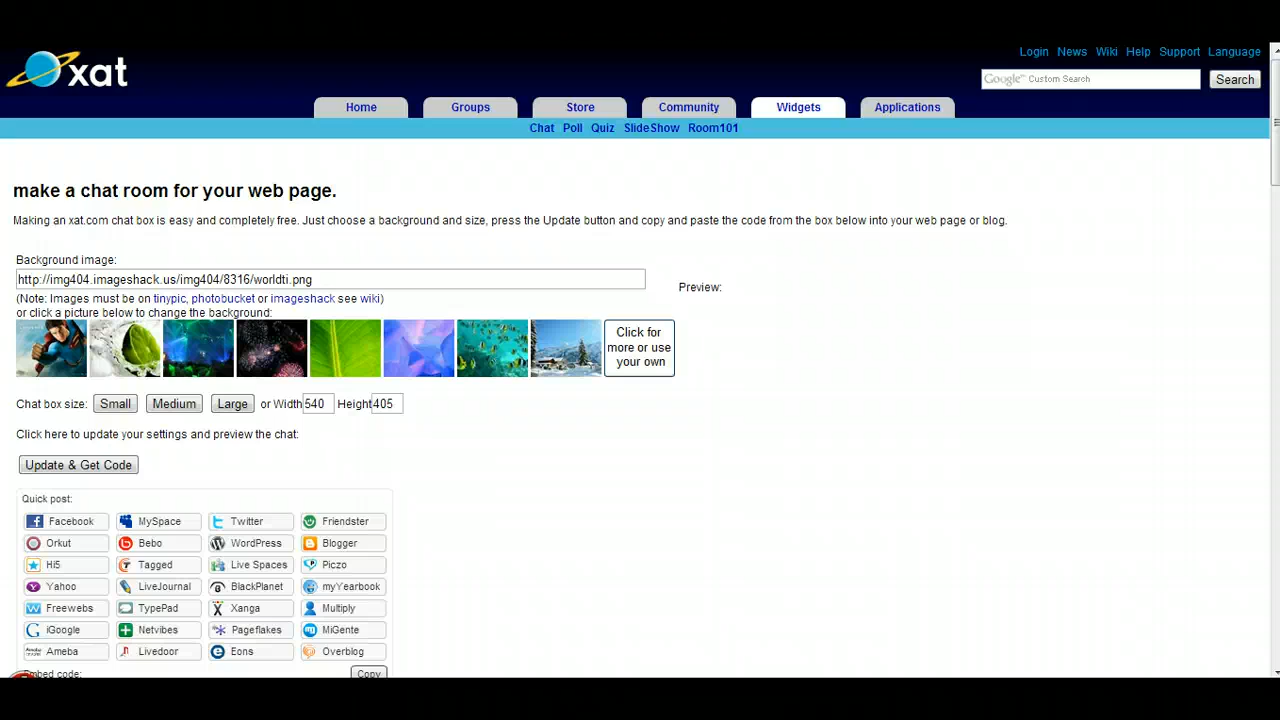 xat
Login News Wiki Help Support Language
Google™ Custom Search Search
Home Groups Store Community Widgets Applications
Chat Poll Quiz SlideShow Room101
make a chat room for your web page.
Making an xat.com chat box is easy and completely free. Just choose a background and size, press the Update button and copy and paste the code from the box below into your web page or blog.
Background image:
http://img404.imageshack.us/img404/8316/worldti.png
Preview:
(Note: Images must be on tinypic, photobucket or imageshack see wiki)
or click a picture below to change the background:
Click for
more or use
your own
Chat box size: Small Medium Large or Width 540 Height 405
Click here to update your settings and preview the chat:
Update & Get Code
Quick post:
Facebook MySpace Twitter Friendster
Orkut Bebo WordPress Blogger
Hi5 Tagged Live Spaces Piczo
Yahoo LiveJournal BlackPlanet myYearbook
Freewebs TypePad Xanga Multiply
iGoogle Netvibes Pageflakes MiGente
Ameba Livedoor Eons Overblog
Embed code: Copy